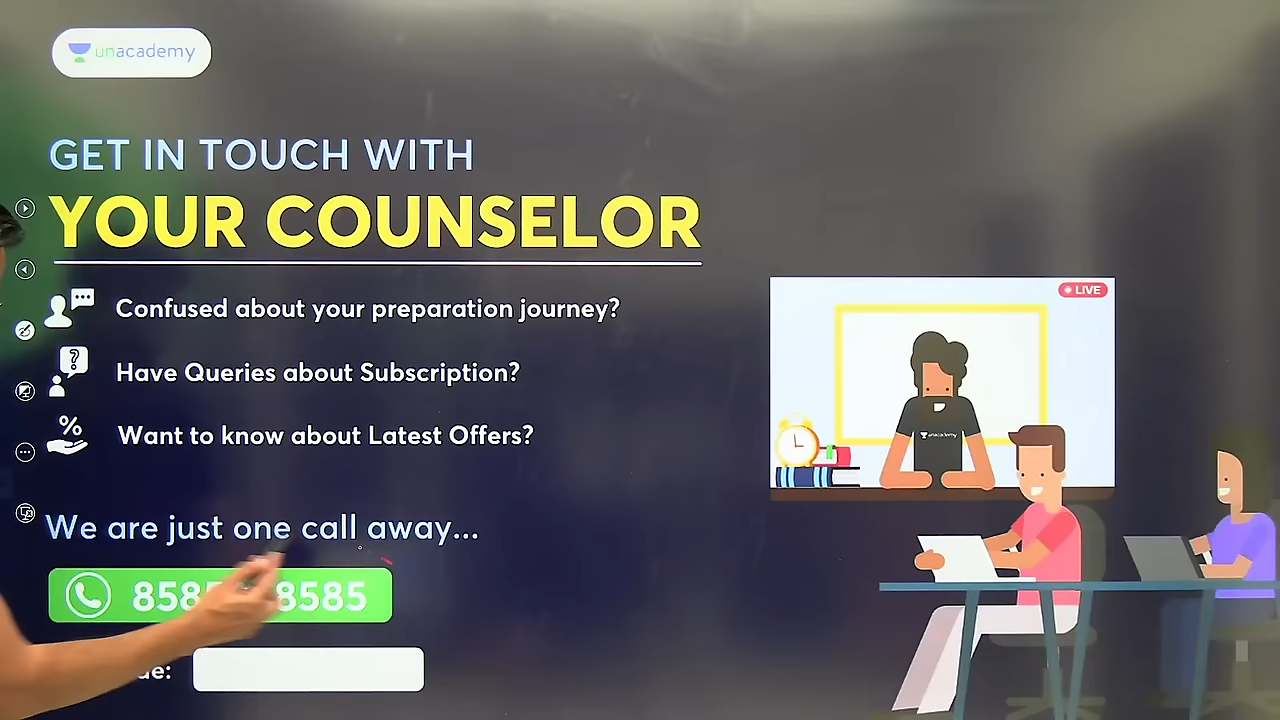 unacademy
GET IN TOUCH WITH
YOUR COUNSELOR
Confused about your preparation journey?
Have Queries about Subscription?
Want to know about Latest Offers?
We are just one call away...
LIVE
unacademy